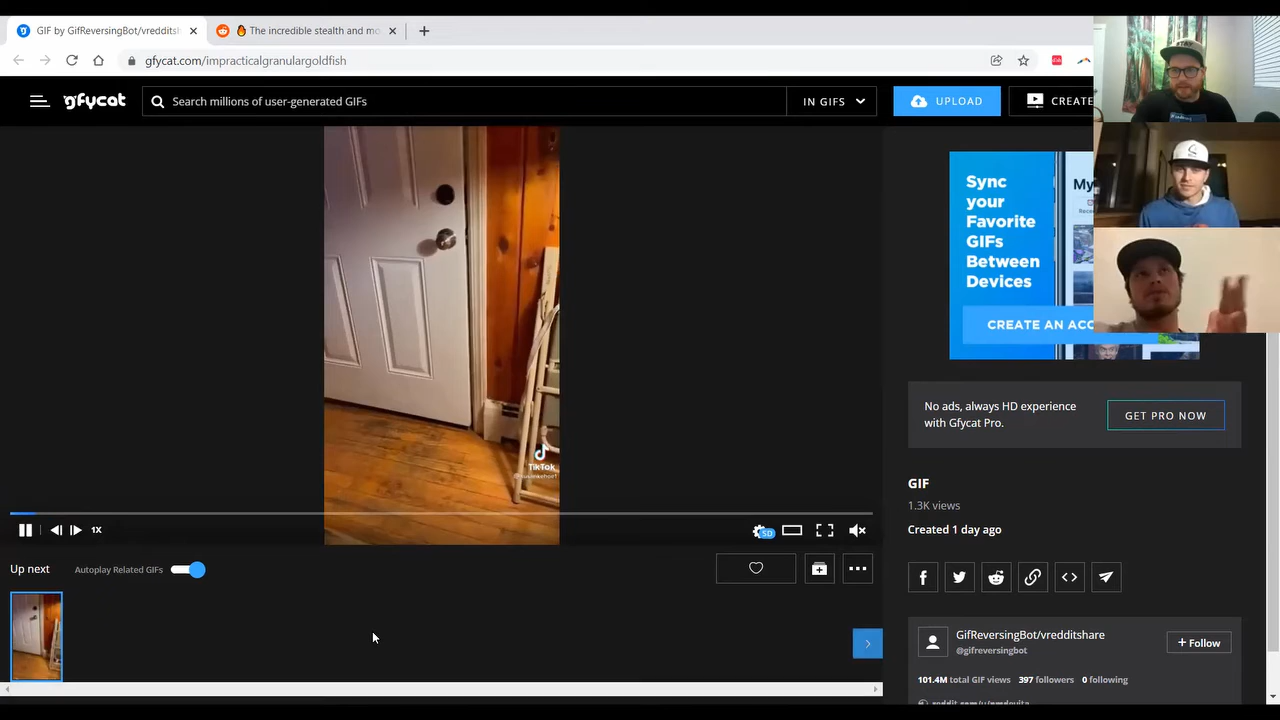 GIF by GifReversingBot/vredditsh
🔥 The incredible stealth and mo
gfycat.com/impracticalgranulargoldfish
gfycat
Search millions of user-generated GIFs
IN GIFS
UPLOAD
CREATE
Sync
your
Favorite
GIFs
Between
Devices
My
CREATE AN ACC
No ads, always HD experience
with Gfycat Pro.
GET PRO NOW
TikTok
1X
SD
GIF
1.3K views
Created 1 day ago
Up next
Autoplay Related GIFs
GifReversingBot/vredditshare
@gifreversingbot
+ Follow
101.4M total GIF views 397 followers 0 following